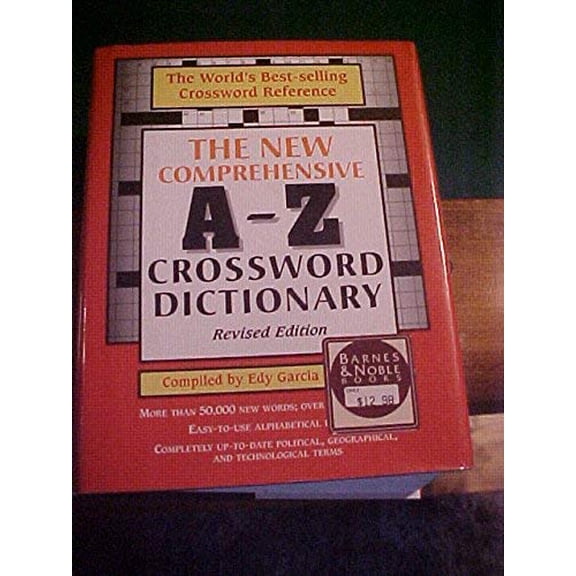 The World's Best-selling
Crossword Reference
THE NEW
COMPREHENSIVE
A-Z
CROSSWORD
DICTIONARY
Revised Edition
Compiled by Edy Garcia
BARNES
& NOBLE
BOOKS
$12.98
MORE THAN 50,000 NEW WORDS; OVER
EASY-TO-USE ALPHABETICAL
COMPLETELY UP-TO-DATE POLITICAL, GEOGRAPHICAL,
AND TECHNOLOGICAL TERMS